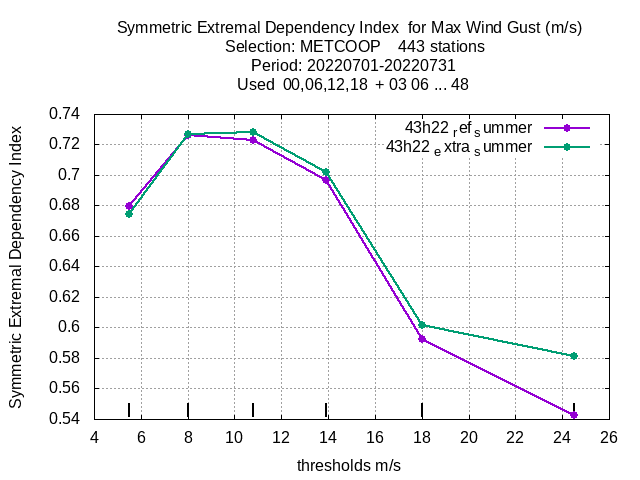 Symmetric Extremal Dependency Index  for Max Wind Gust (m/s)
Selection: METCOOP    443 stations
Period: 20220701-20220731
Used  00,06,12,18  + 03 06 ... 48
43h22 ref summer
43h22 extra summer
Symmetric Extremal Dependency Index
0.74
0.72
0.7
0.68
0.66
0.64
0.62
0.6
0.58
0.56
0.54
4 6 8 10 12 14 16 18 20 22 24 26
thresholds m/s